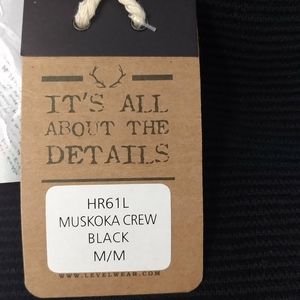 IT'S ALL
ABOUT THE
DETAILS
HR61L
MUSKOKA CREW
BLACK
M/M
WWW.LEVELWEAR.COM